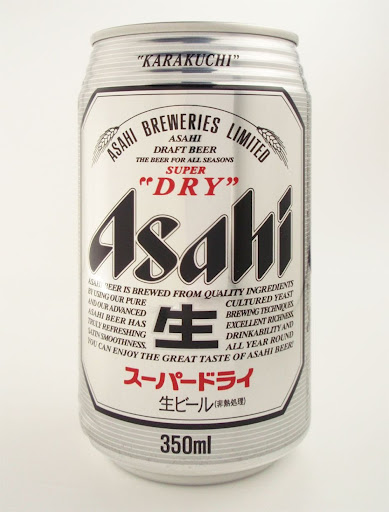 "KARAKUCHI"
ASAHI BREWERIES LIMITED
ASAHI
DRAFT BEER
THE BEER FOR ALL SEASONS
SUPER
"DRY"
Asahi
ASAHI BEER IS BREWED FROM QUALITY INGREDIENTS
BY USING OUR PURE CULTURED YEAST
AND OUR ADVANCED BREWING TECHNIQUES.
ASAHI BEER HAS EXCELLENT RICHNESS,
TRULY REFRESHING DRINKABILITY AND
SATIN SMOOTHNESS. ALL YEAR ROUND
YOU CAN ENJOY THE GREAT TASTE OF ASAHI BEER!
生
スーパードライ
生ビール(非熱処理)
350ml